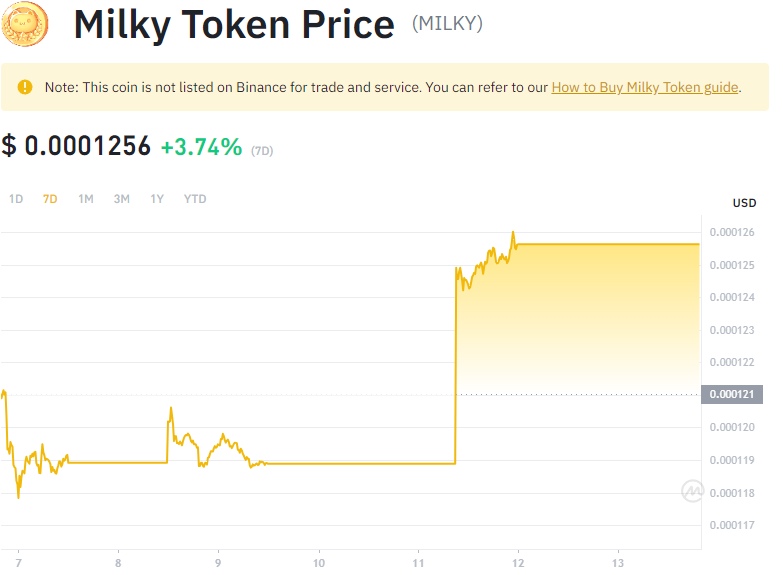 Milky Token Price (MILKY)
Note: This coin is not listed on Binance for trade and service. You can refer to our How to Buy Milky Token guide.
$ 0.0001256 +3.74% (7D)
1D 7D 1M 3M 1Y YTD
USD
0.000126
0.000125
0.000124
0.000123
0.000122
0.000121
0.000120
0.000119
0.000118
0.000117
7 8 9 10 11 12 13